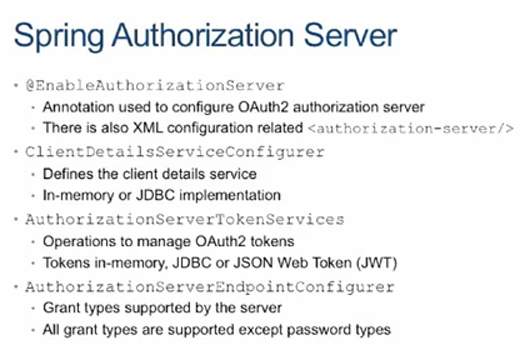 Spring Authorization Server
• @EnableAuthorizationServer
• Annotation used to configure OAuth2 authorization server
• There is also XML configuration related <authorization-server/>
• ClientDetailsServiceConfigurer
• Defines the client details service
• In-memory or JDBC implementation
• AuthorizationServerTokenServices
• Operations to manage OAuth2 tokens
• Tokens in-memory, JDBC or JSON Web Token (JWT)
• AuthorizationServerEndpointConfigurer
• Grant types supported by the server
• All grant types are supported except password types